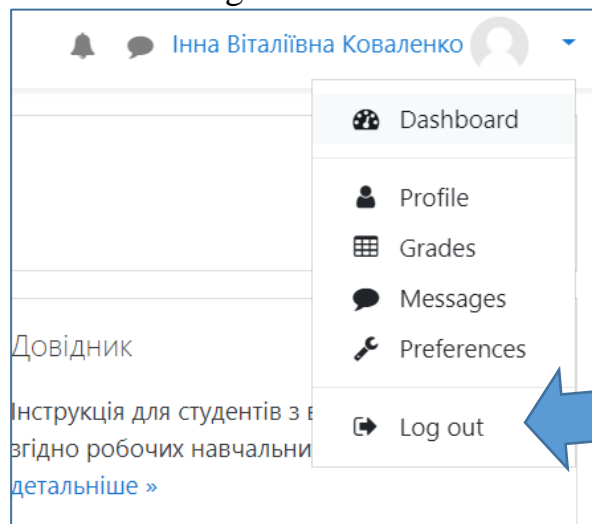 Інна Віталіївна Коваленко
Dashboard
Profile
Grades
Messages
Preferences
Log out
Довідник
Інструкція для студентів з
згідно робочих навчальни
детальніше »